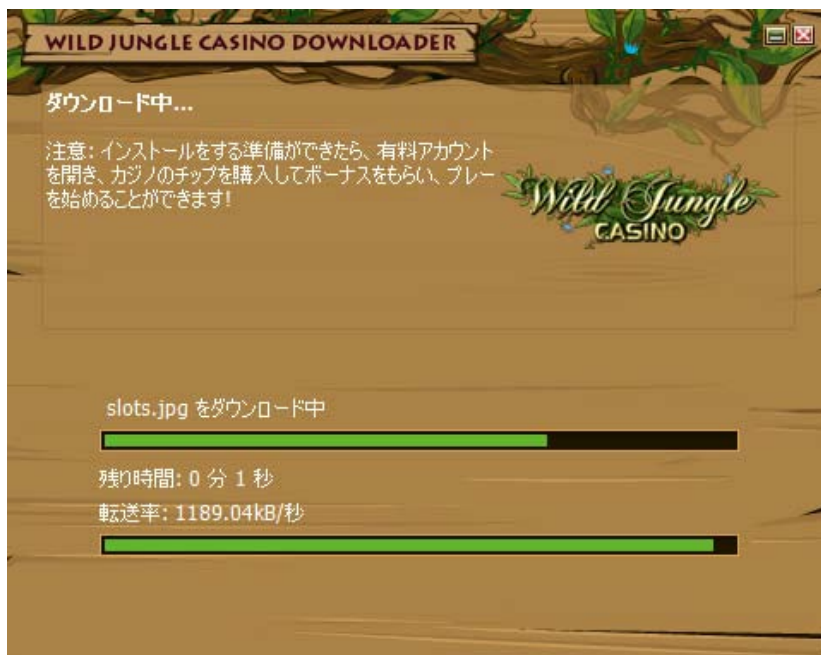 WILD JUNGLE CASINO DOWNLOADER
ダウンロード中...
注意: インストールをする準備ができたら、有料アカウント
を開き、カジノのチップを購入してボーナスをもらい、プレー
を始めることができます!
Wild Jungle
CASINO
slots.jpg をダウンロード中
残り時間: 0 分 1 秒
転送率: 1189.04kB/秒